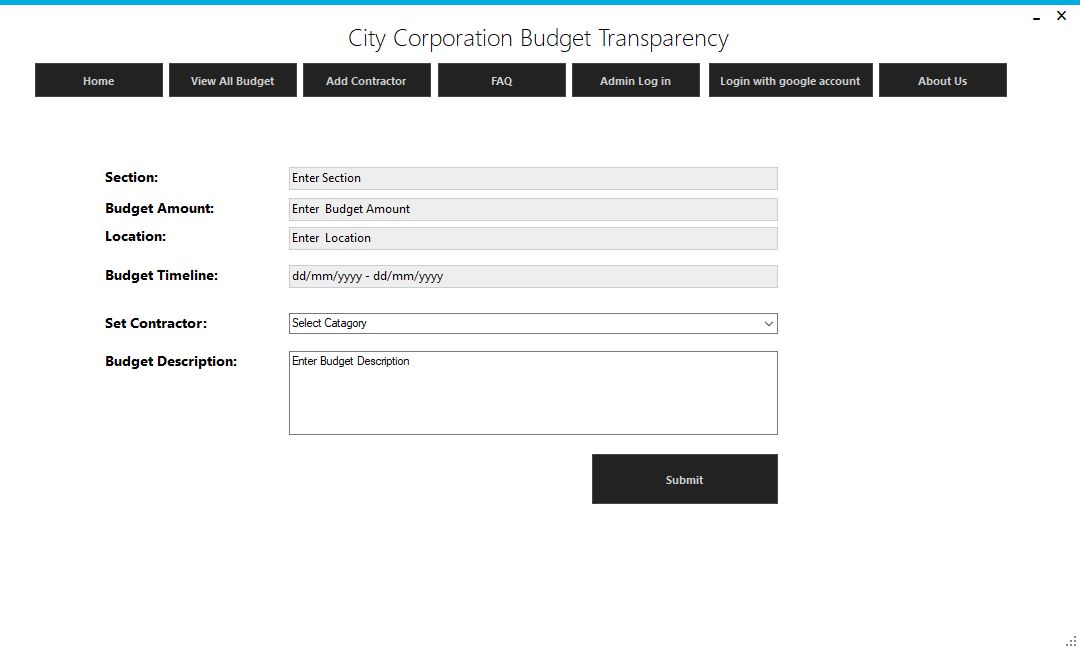 City Corporation Budget Transparency
Home View All Budget Add Contractor FAQ Admin Log in Login with google account About Us
Section: Enter Section
Budget Amount: Enter  Budget Amount
Location: Enter  Location
Budget Timeline: dd/mm/yyyy - dd/mm/yyyy
Set Contractor: Select Catagory
Budget Description: Enter Budget Description
Submit